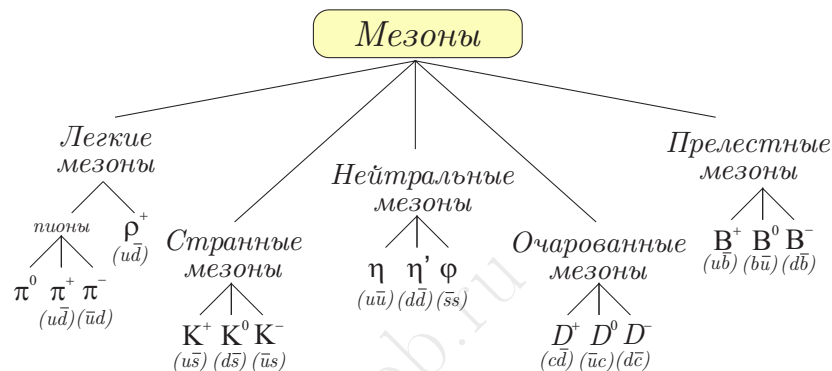 Мезоны
Легкие
мезоны
пионы
ρ⁺
(ud̄)
π⁰ π⁺ π⁻
(ud̄) (ūd)
Странные
мезоны
K⁺ K⁰ K⁻
(us̄) (ds̄) (ūs)
Нейтральные
мезоны
η η' φ
(uū) (dd̄) (s̄s)
Очарованные
мезоны
D⁺ D⁰ D⁻
(cd̄) (ūc) (dc̄)
Прелестные
мезоны
B⁺ B⁰ B⁻
(ub̄) (bū) (db̄)